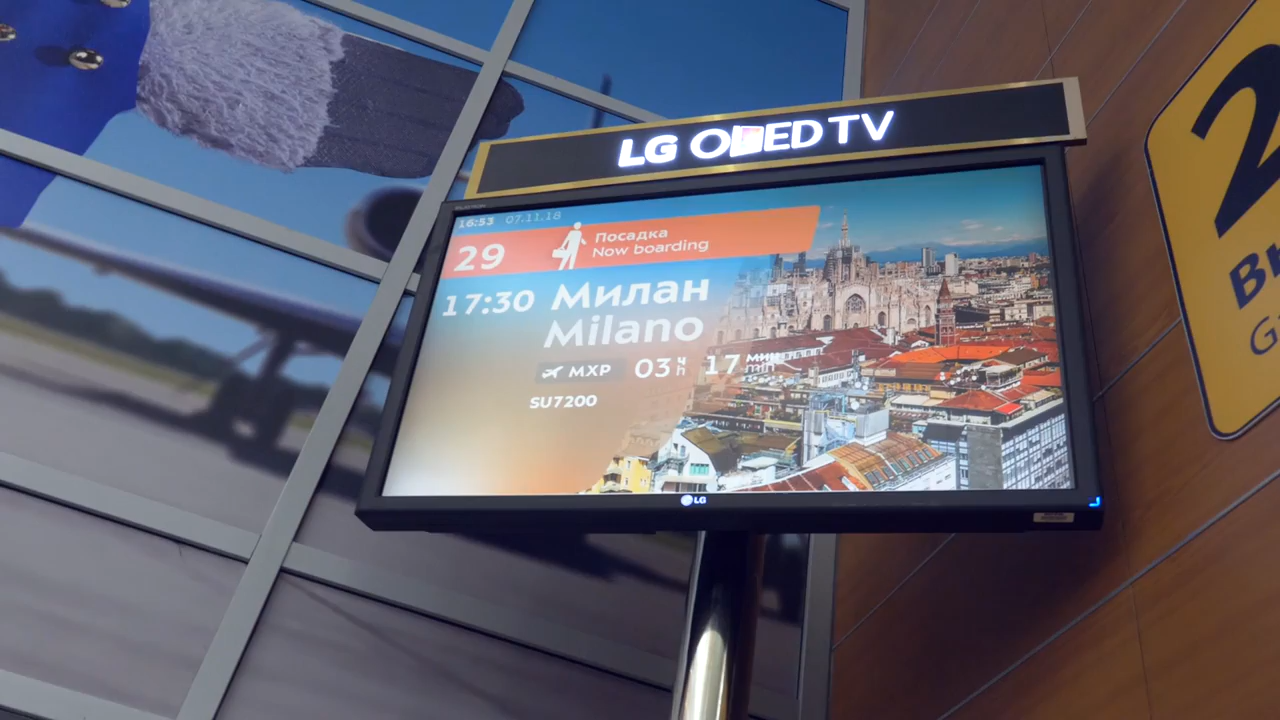 LG OLED TV
16:53 07.11.18
29
Посадка
Now boarding
17:30 Милан
Milano
MXP 03 ч h 17 мин min
SU7200
LG
2